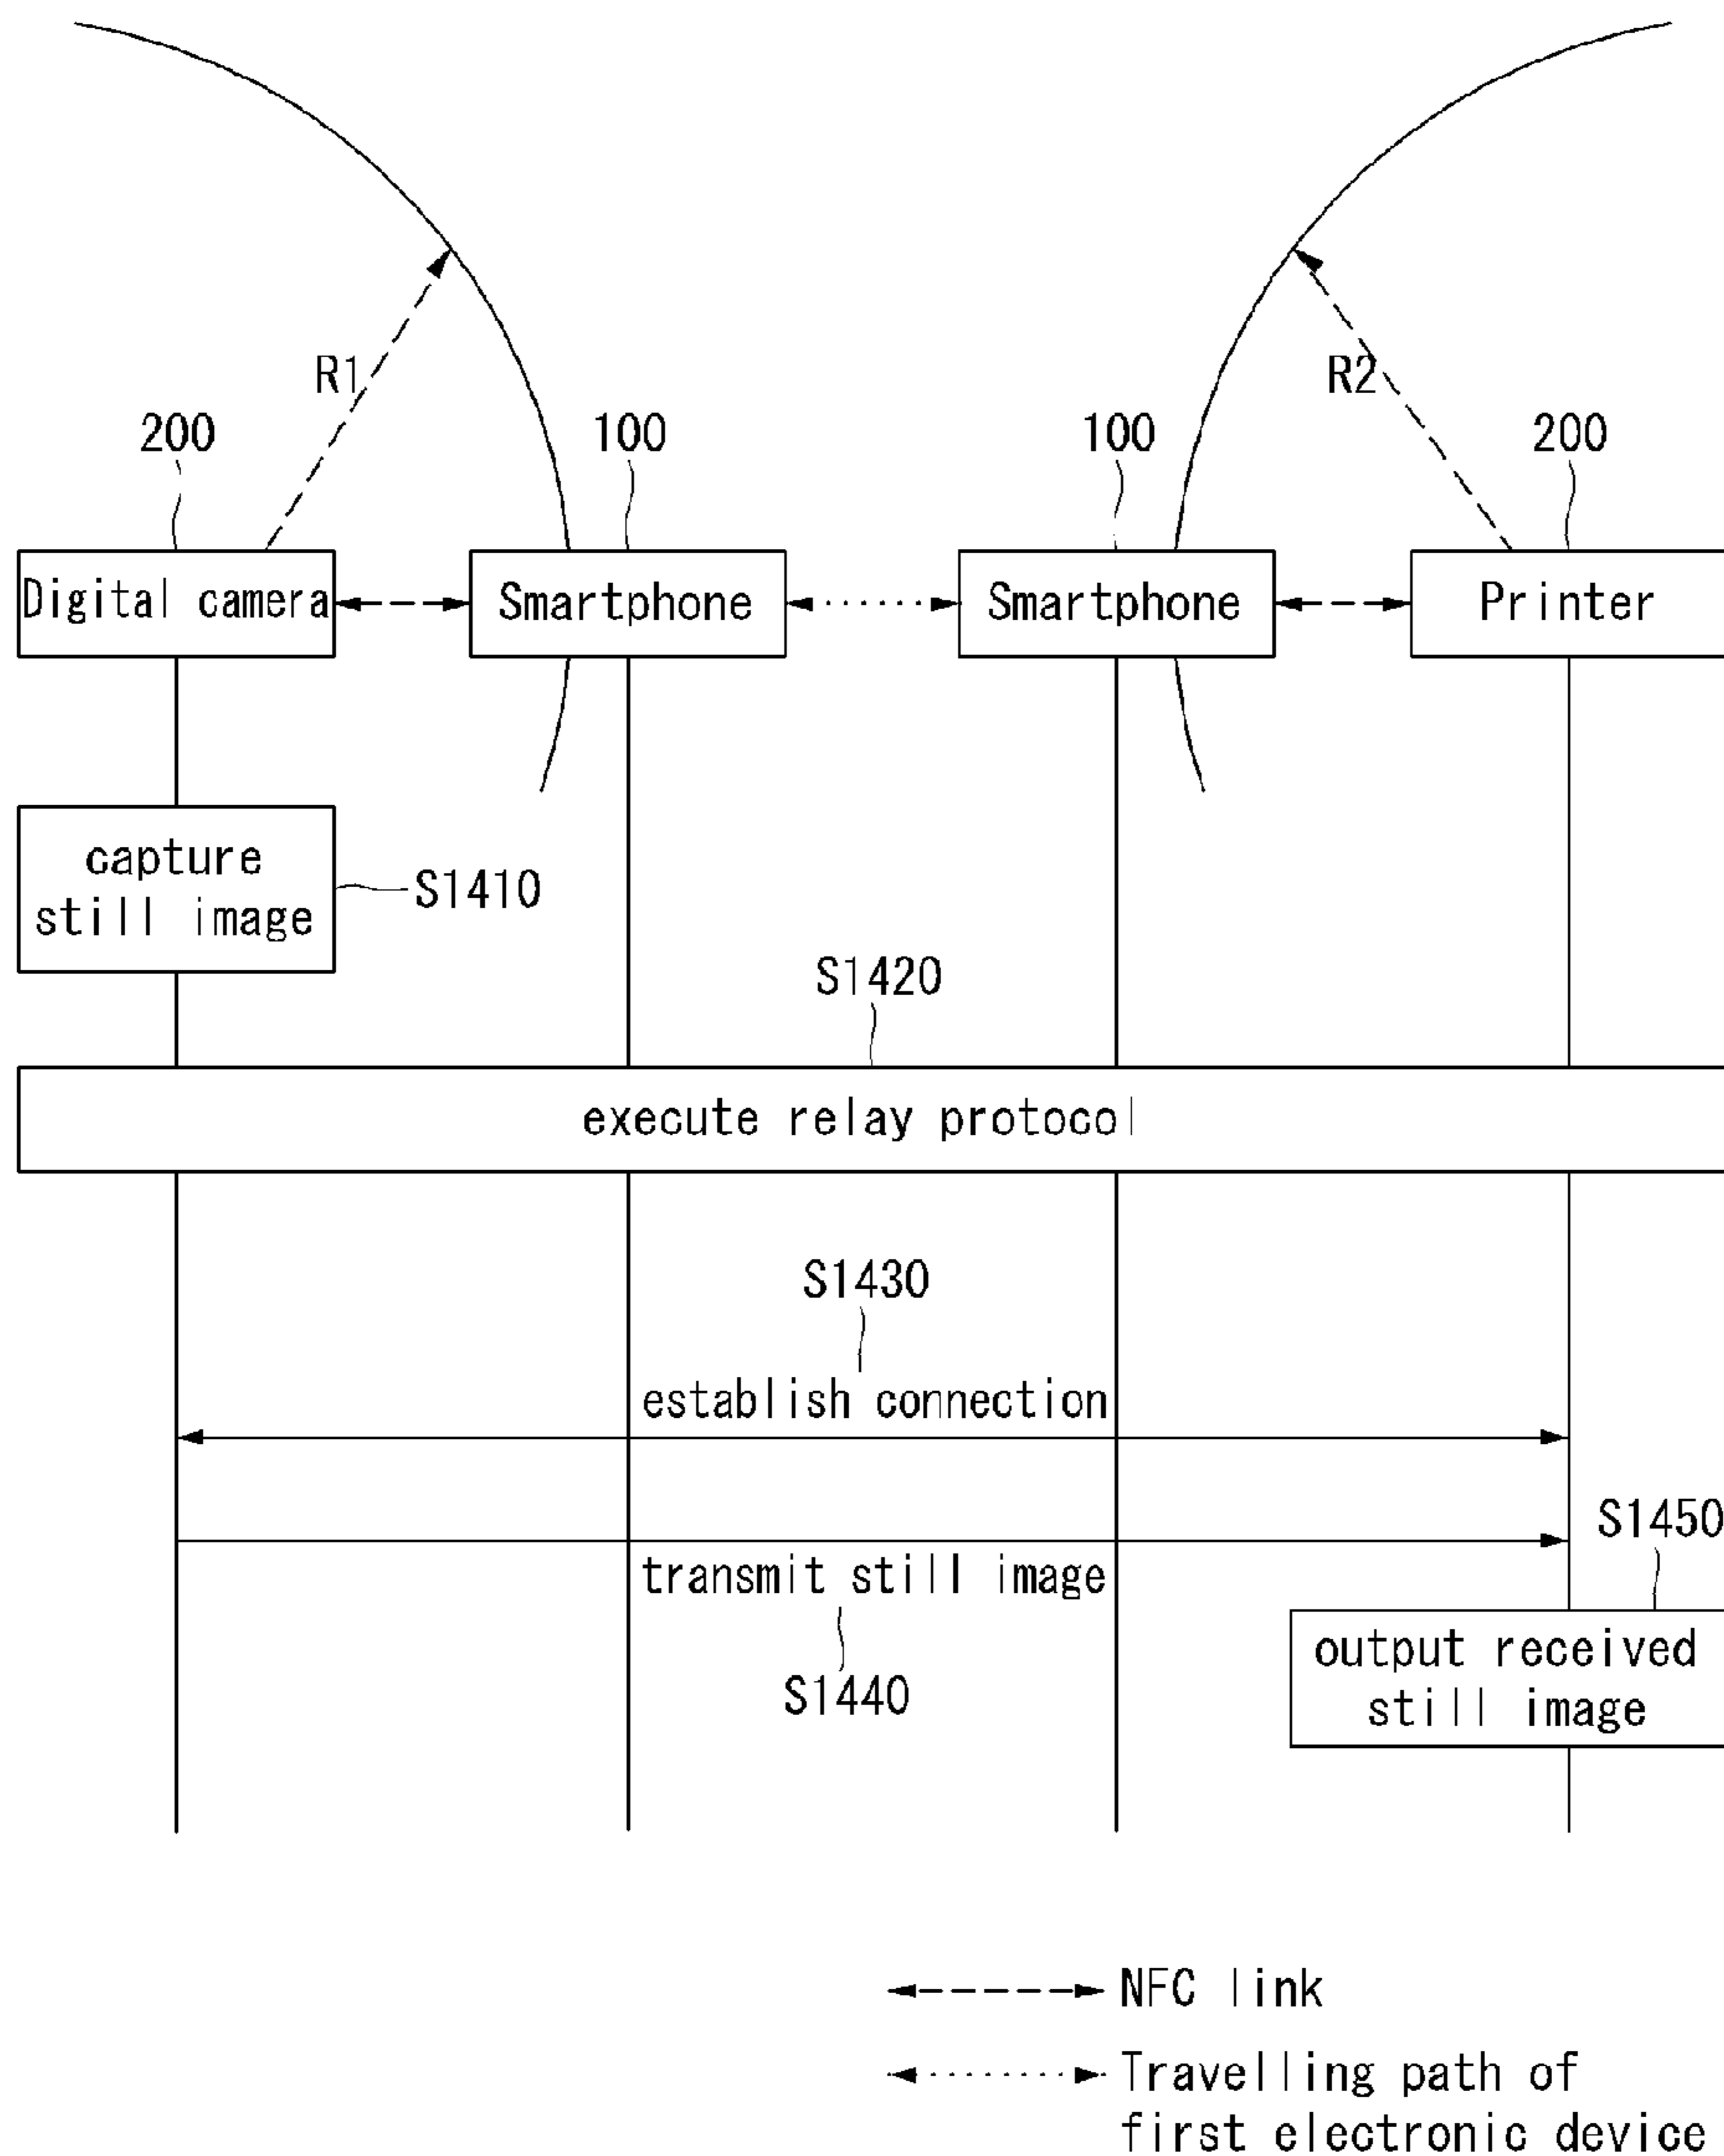 R1
R2
200
100
100
200
Digital camera
Smartphone
Smartphone
Printer
capture
still image
S1410
S1420
execute relay protocol
S1430
establish connection
S1450
transmit still image
output received
still image
S1440
NFC link
Travelling path of
first electronic device